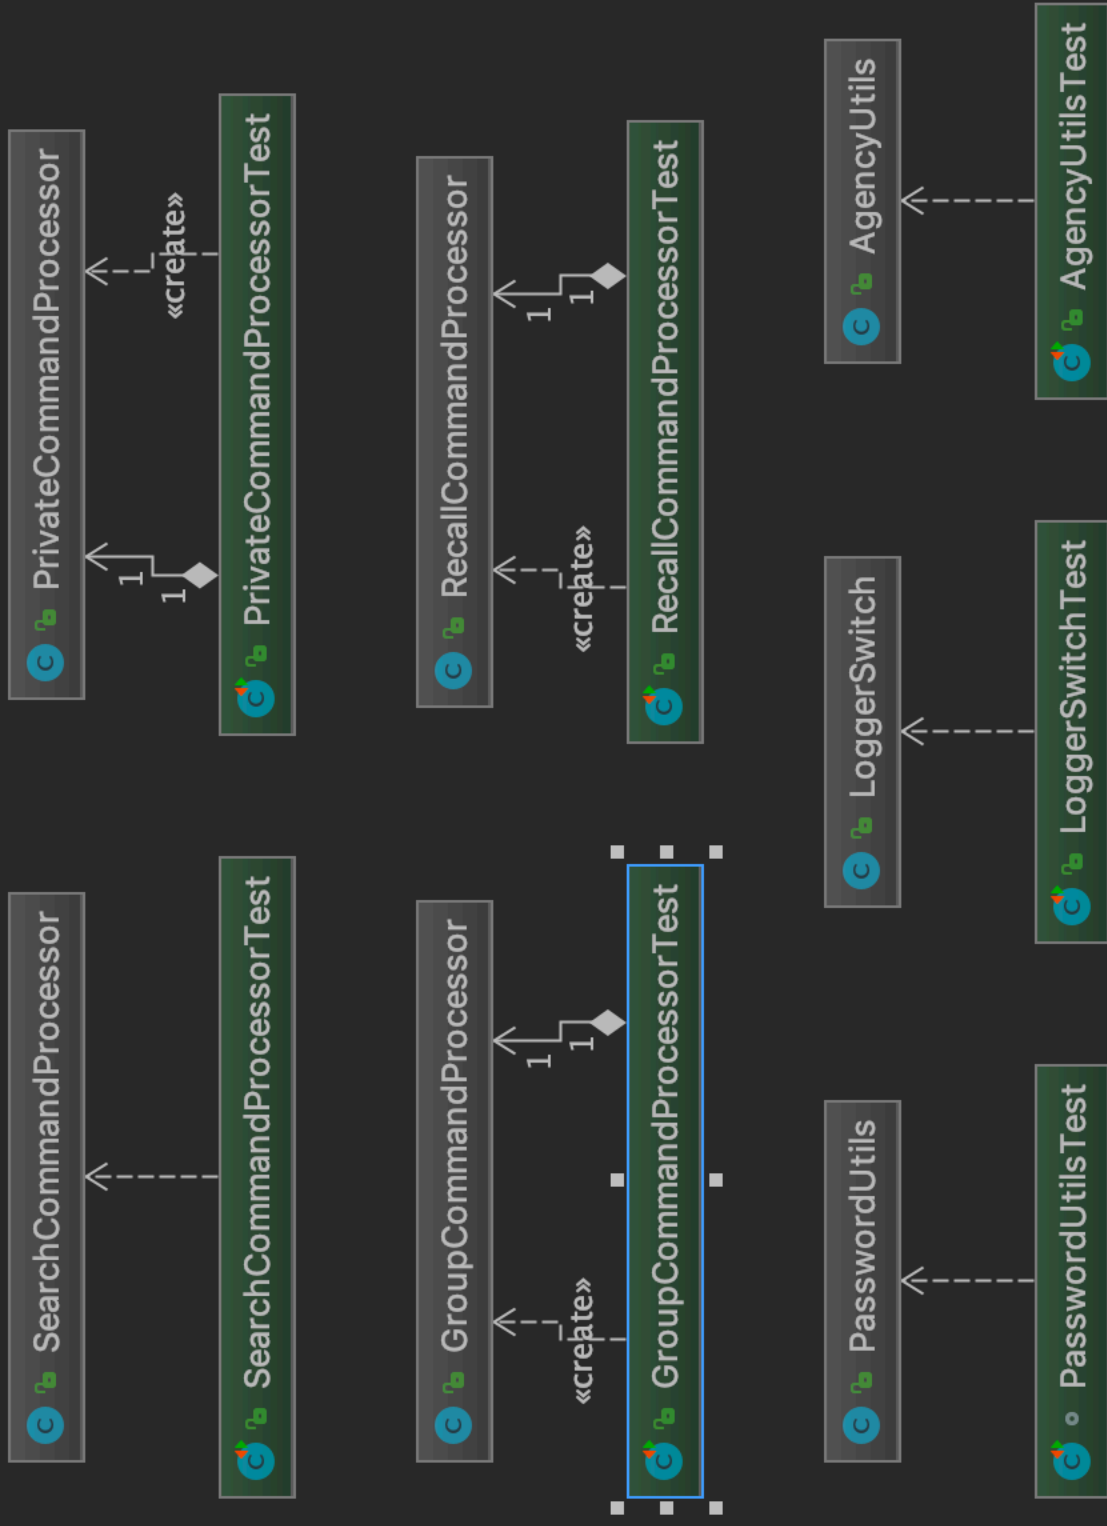 SearchCommandProcessor
PrivateCommandProcessor
1
1
«create»
SearchCommandProcessorTest
PrivateCommandProcessorTest
GroupCommandProcessor
RecallCommandProcessor
1
1
«create»
1
«create»
1
GroupCommandProcessorTest
RecallCommandProcessorTest
PasswordUtils
LoggerSwitch
AgencyUtils
PasswordUtilsTest
LoggerSwitchTest
AgencyUtilsTest